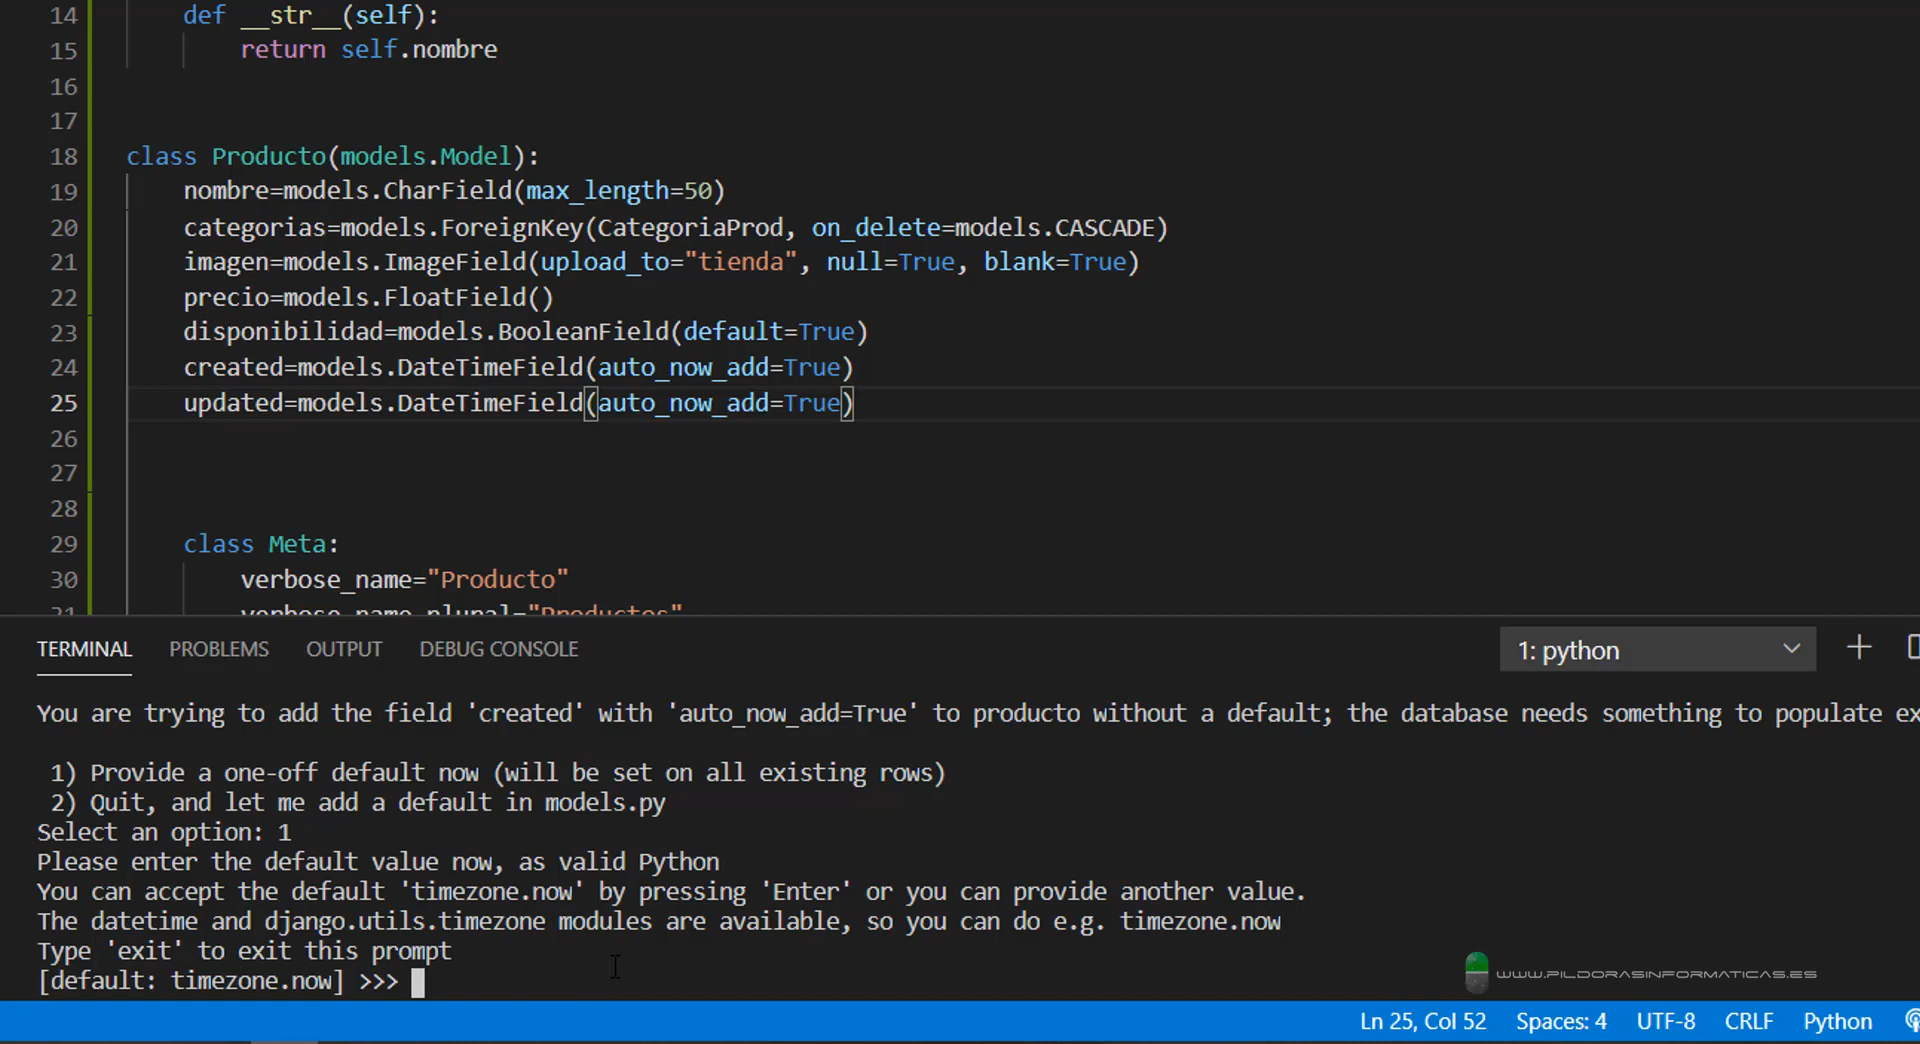 14 def __str__(self):
15 return self.nombre
16
17
18 class Producto(models.Model):
19 nombre=models.CharField(max_length=50)
20 categorias=models.ForeignKey(CategoriaProd, on_delete=models.CASCADE)
21 imagen=models.ImageField(upload_to="tienda", null=True, blank=True)
22 precio=models.FloatField()
23 disponibilidad=models.BooleanField(default=True)
24 created=models.DateTimeField(auto_now_add=True)
25 updated=models.DateTimeField(auto_now_add=True)
26
27
28
29 class Meta:
30 verbose_name="Producto"
31 verbose_name_plural="Productos"
TERMINAL PROBLEMS OUTPUT DEBUG CONSOLE 1: python
You are trying to add the field 'created' with 'auto_now_add=True' to producto without a default; the database needs something to populate ex
1) Provide a one-off default now (will be set on all existing rows)
2) Quit, and let me add a default in models.py
Select an option: 1
Please enter the default value now, as valid Python
You can accept the default 'timezone.now' by pressing 'Enter' or you can provide another value.
The datetime and django.utils.timezone modules are available, so you can do e.g. timezone.now
Type 'exit' to exit this prompt
[default: timezone.now] >>>
WWW.PILDORASINFORMATICAS.ES
Ln 25, Col 52 Spaces: 4 UTF-8 CRLF Python